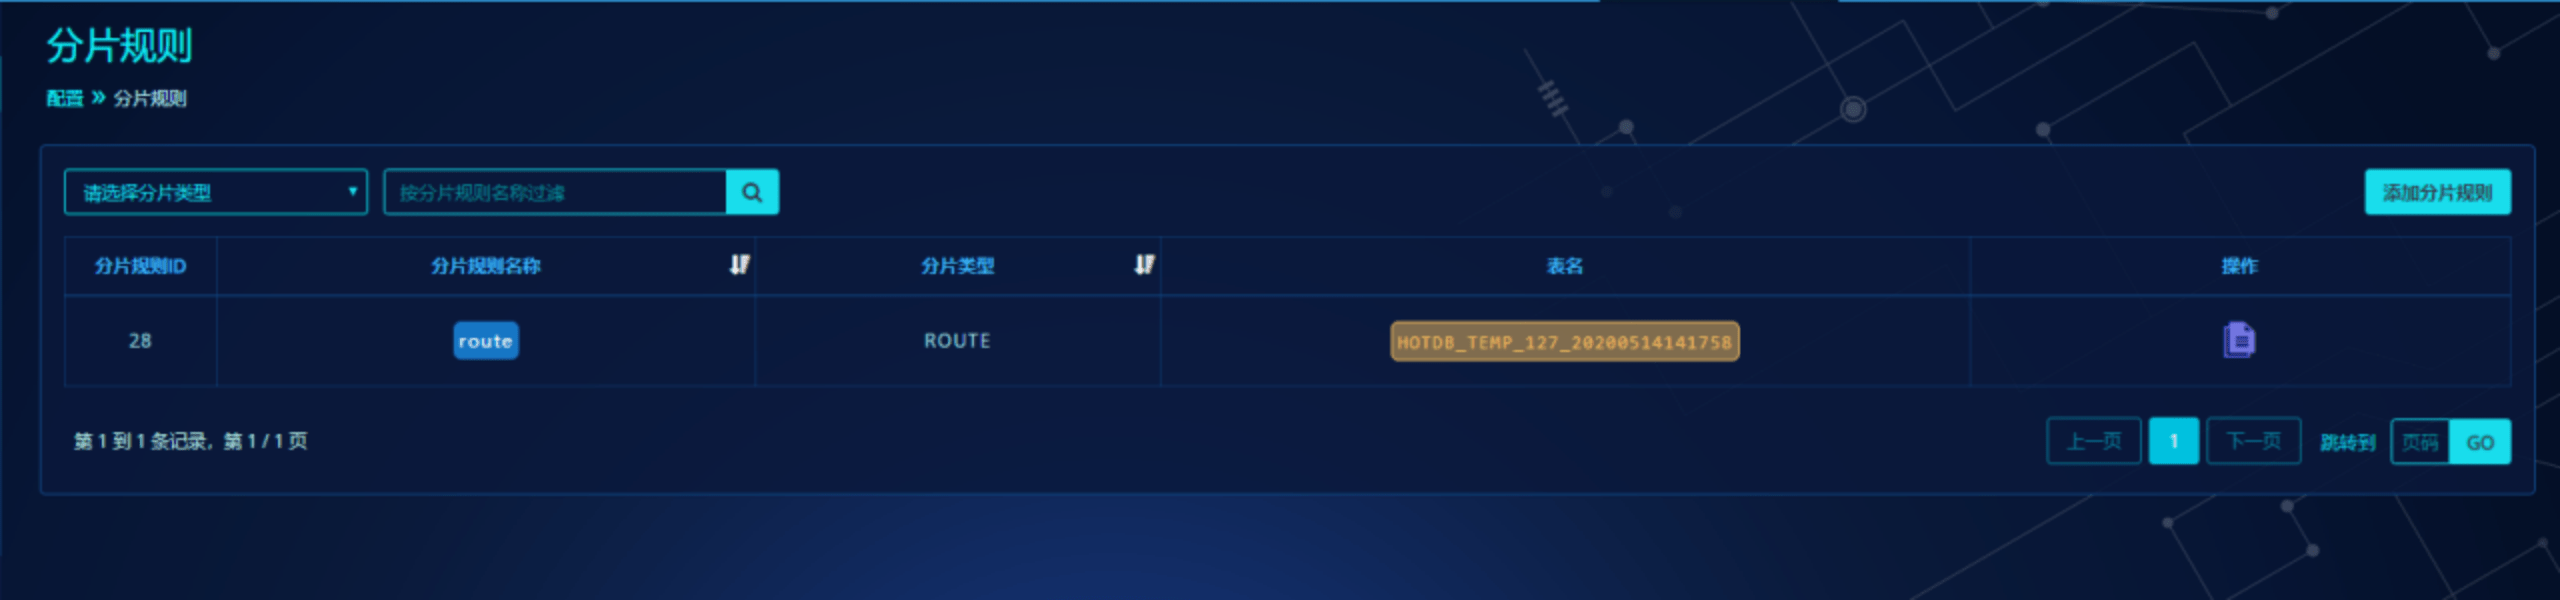 分片规则
配置 » 分片规则
请选择分片类型 按分片规则名称过滤 添加分片规则
分片规则ID 分片规则名称 分片类型 表名 操作
28 route ROUTE HOTDB_TEMP_127_20200514141758
第 1 到 1 条记录，第 1 / 1 页 上一页 1 下一页 跳转到 页码 GO